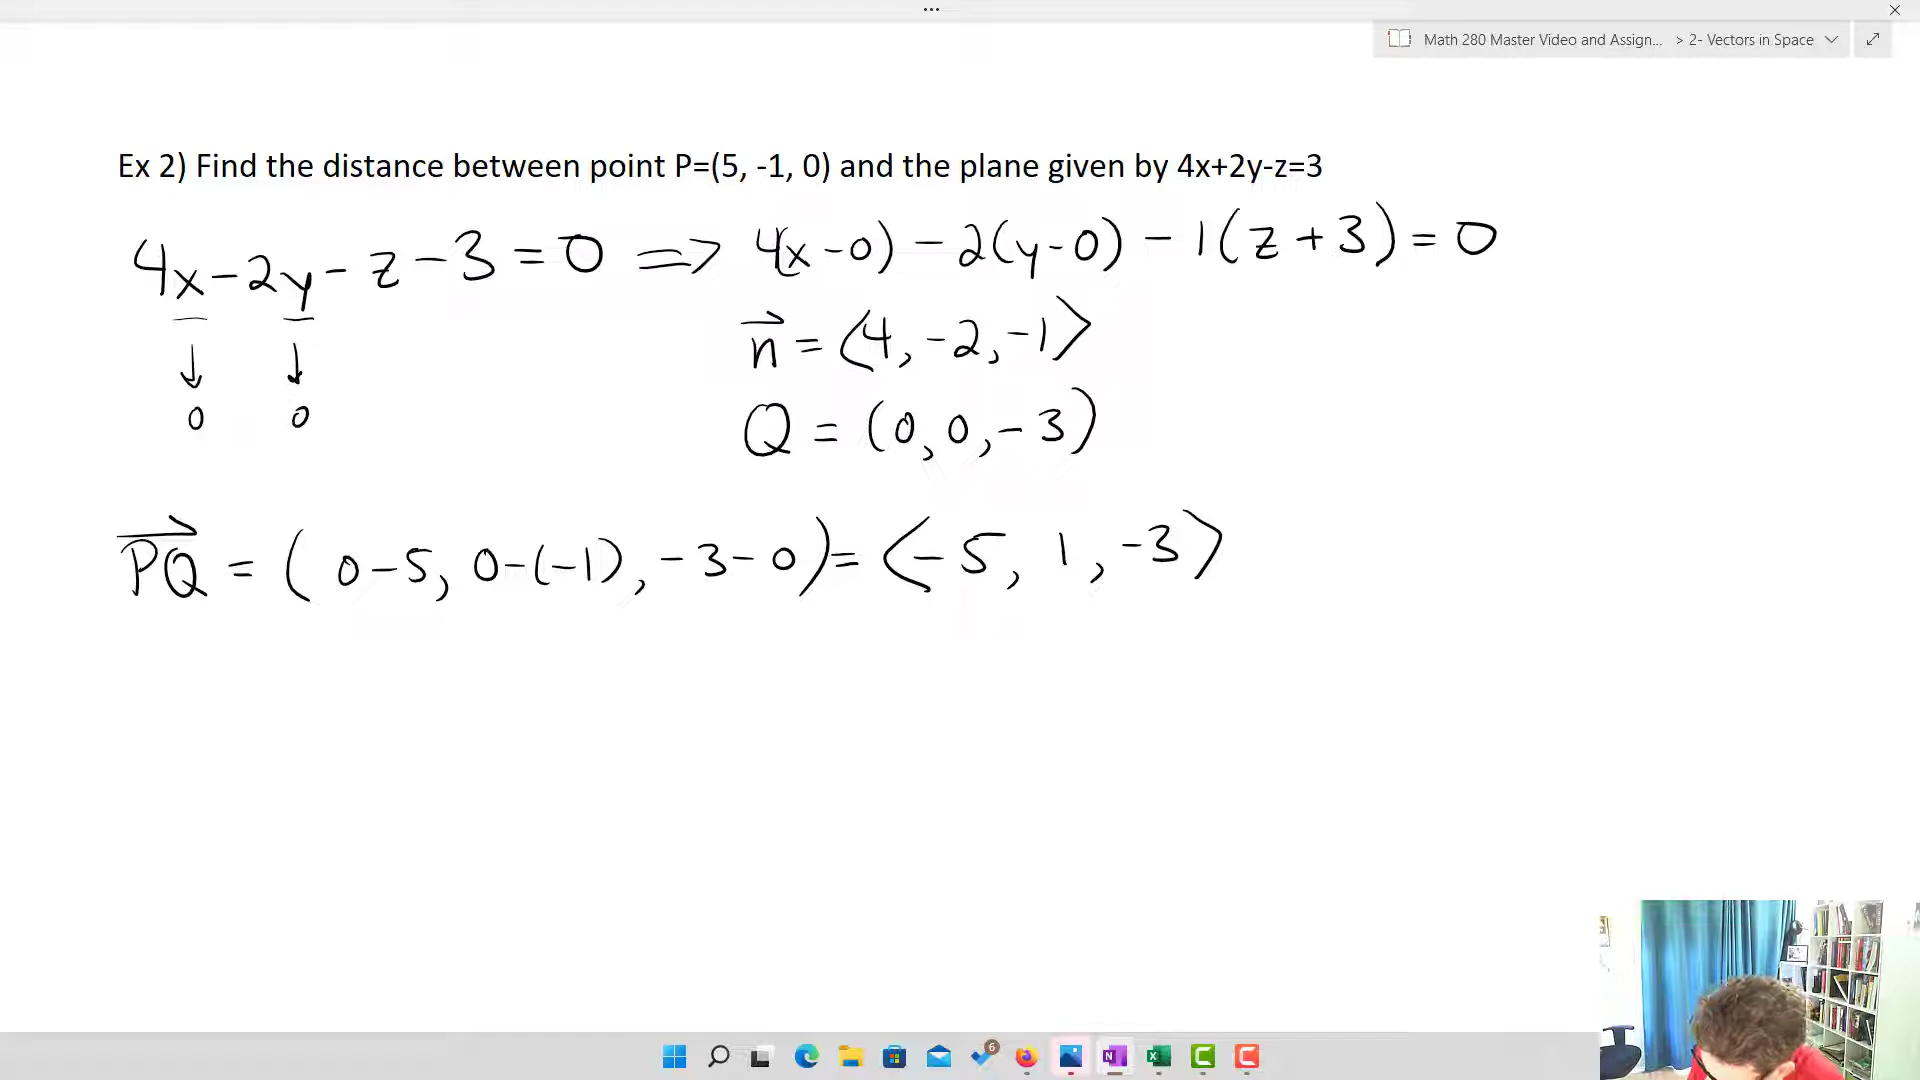 Math 280 Master Video and Assign... > 2- Vectors in Space
Ex 2) Find the distance between point P=(5, -1, 0) and the plane given by 4x+2y-z=3
4x-2y-z-3=0 => 4(x-0)-2(y-0)-1(z+3)=0
n⃗ = ⟨4, -2, -1⟩
↓ ↓
0 0
Q = (0, 0, -3)
PQ⃗ = (0-5, 0-(-1), -3-0) = ⟨-5, 1, -3⟩
6